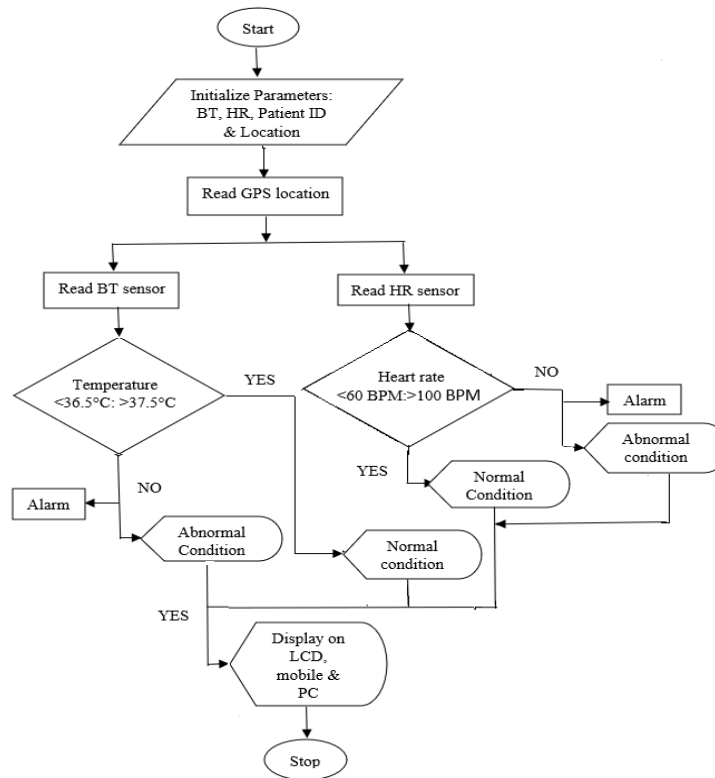 Start
Initialize Parameters:
BT, HR, Patient ID
& Location
Read GPS location
Read BT sensor
Read HR sensor
Temperature
<36.5°C: >37.5°C
YES
Heart rate
<60 BPM:>100 BPM
NO
Alarm
Abnormal
condition
YES
Normal
Condition
NO
Alarm
Abnormal
Condition
Normal
condition
YES
Display on
LCD,
mobile &
PC
Stop